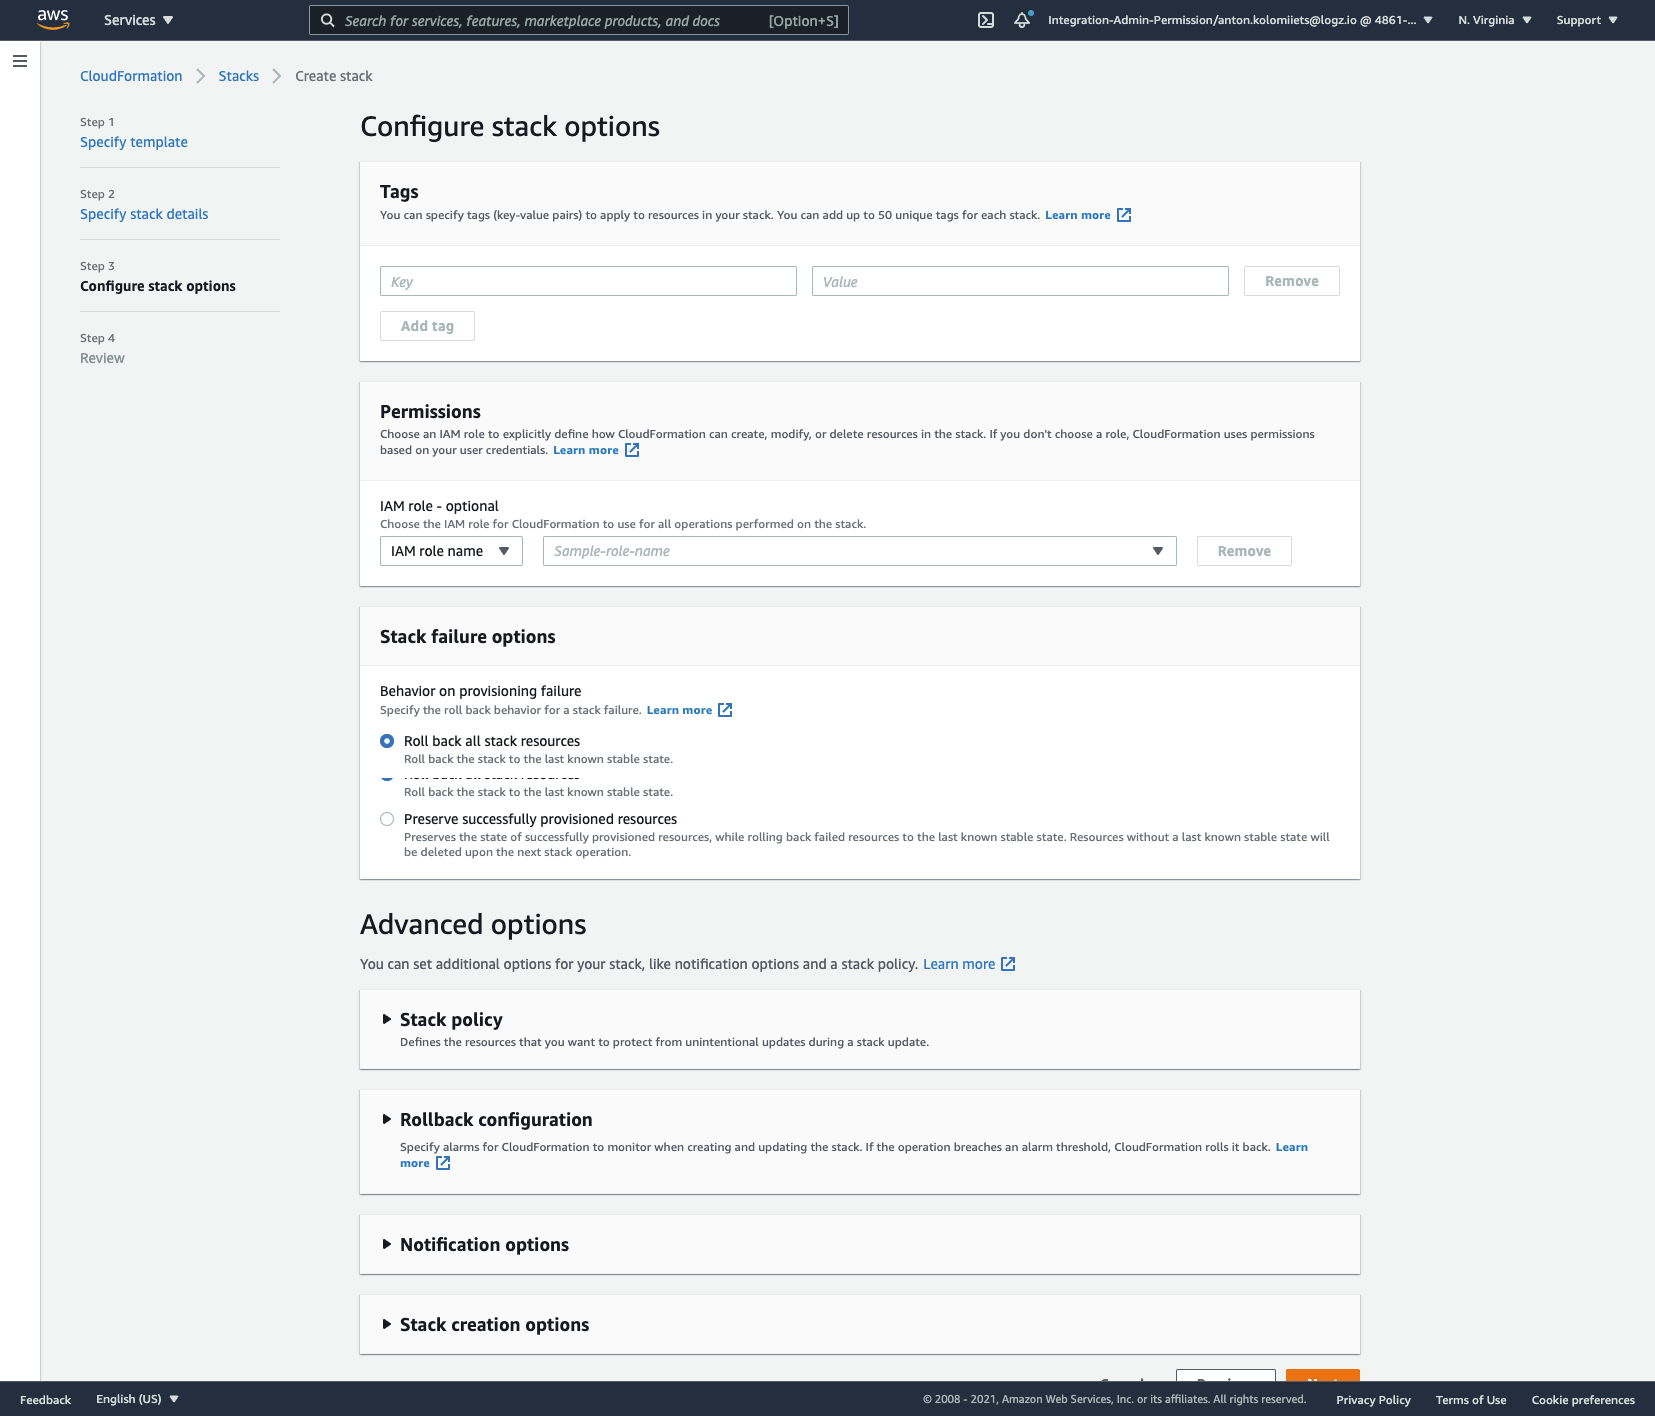 aws
Services
Search for services, features, marketplace products, and docs
[Option+S]
Integration-Admin-Permission/anton.kolomiiets@logz.io @ 4861-...
N. Virginia
Support
CloudFormation
Stacks
Create stack
Step 1
Specify template
Step 2
Specify stack details
Step 3
Configure stack options
Step 4
Review
Configure stack options
Tags
You can specify tags (key-value pairs) to apply to resources in your stack. You can add up to 50 unique tags for each stack. Learn more
Key
Value
Remove
Add tag
Permissions
Choose an IAM role to explicitly define how CloudFormation can create, modify, or delete resources in the stack. If you don't choose a role, CloudFormation uses permissions
based on your user credentials. Learn more
IAM role - optional
Choose the IAM role for CloudFormation to use for all operations performed on the stack.
IAM role name
Sample-role-name
Remove
Stack failure options
Behavior on provisioning failure
Specify the roll back behavior for a stack failure. Learn more
Roll back all stack resources
Roll back the stack to the last known stable state.
Roll back the stack to the last known stable state.
Preserve successfully provisioned resources
Preserves the state of successfully provisioned resources, while rolling back failed resources to the last known stable state. Resources without a last known stable state will
be deleted upon the next stack operation.
Advanced options
You can set additional options for your stack, like notification options and a stack policy. Learn more
Stack policy
Defines the resources that you want to protect from unintentional updates during a stack update.
Rollback configuration
Specify alarms for CloudFormation to monitor when creating and updating the stack. If the operation breaches an alarm threshold, CloudFormation rolls it back. Learn
more
Notification options
Stack creation options
Feedback
English (US)
© 2008 - 2021, Amazon Web Services, Inc. or its affiliates. All rights reserved.
Privacy Policy
Terms of Use
Cookie preferences